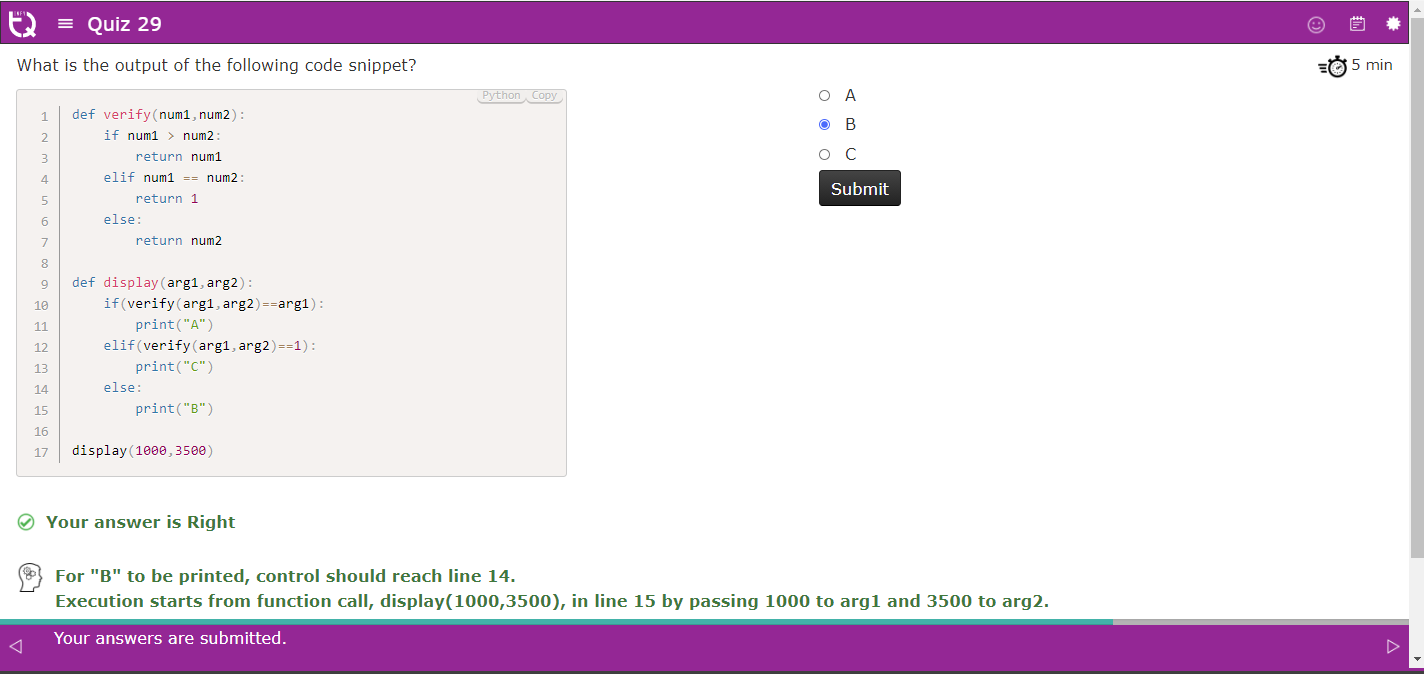 Quiz 29
What is the output of the following code snippet?
5 min
Python Copy
1 def verify(num1,num2):
2     if num1 > num2:
3         return num1
4     elif num1 == num2:
5         return 1
6     else:
7         return num2
8
9 def display(arg1,arg2):
10     if(verify(arg1,arg2)==arg1):
11         print("A")
12     elif(verify(arg1,arg2)==1):
13         print("C")
14     else:
15         print("B")
16
17 display(1000,3500)
A
B
C
Submit
Your answer is Right
For "B" to be printed, control should reach line 14.
Execution starts from function call, display(1000,3500), in line 15 by passing 1000 to arg1 and 3500 to arg2.
Your answers are submitted.